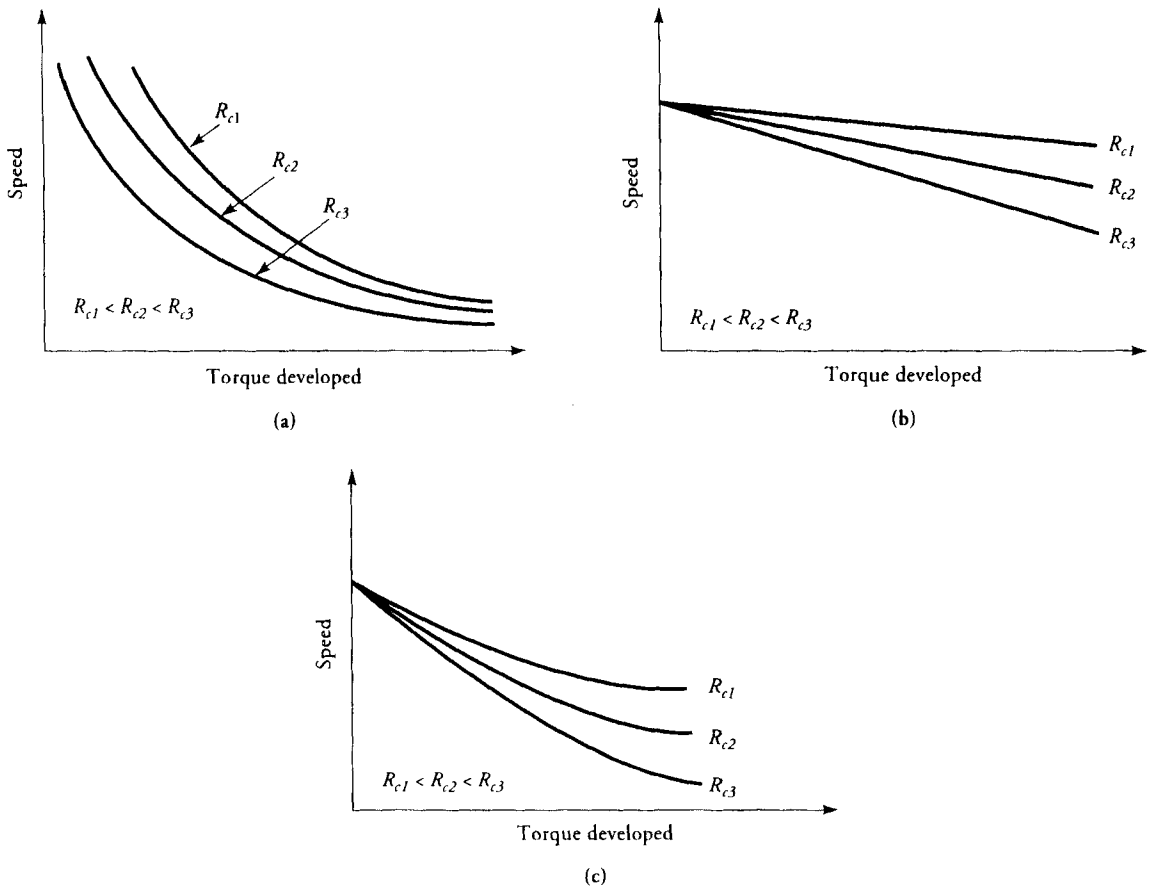 Speed
R_c1
R_c2
R_c3
R_c1 < R_c2 < R_c3
Torque developed
(a)
Speed
R_c1
R_c2
R_c3
R_c1 < R_c2 < R_c3
Torque developed
(b)
Speed
R_c1
R_c2
R_c3
R_c1 < R_c2 < R_c3
Torque developed
(c)